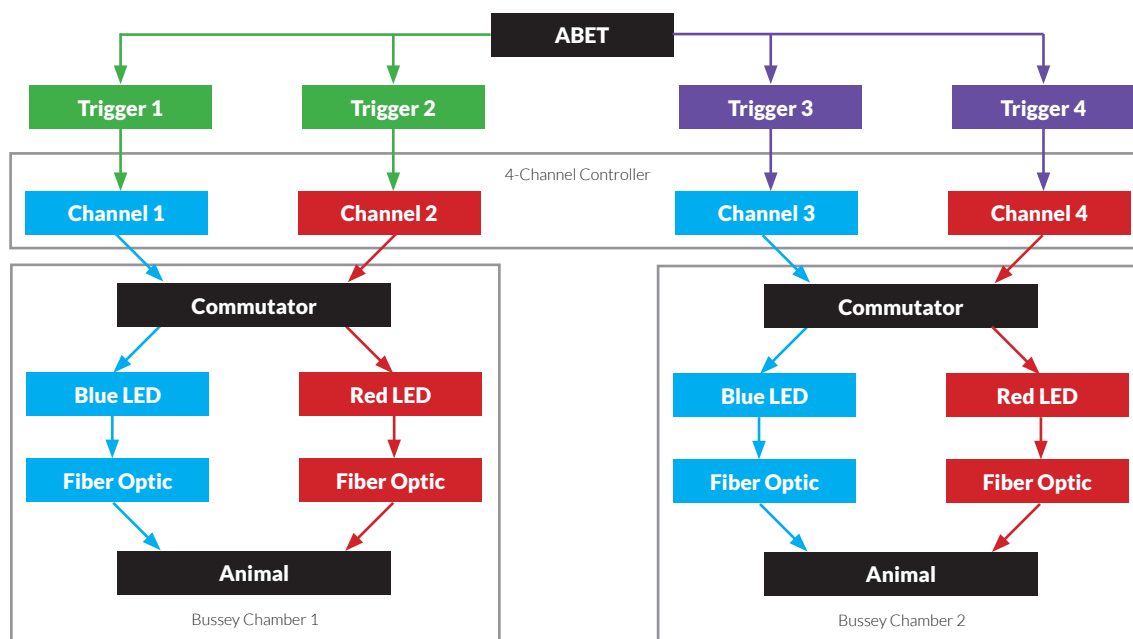 ABET
Trigger 1
Trigger 2
Trigger 3
Trigger 4
4-Channel Controller
Channel 1
Channel 2
Channel 3
Channel 4
Commutator
Commutator
Blue LED
Red LED
Blue LED
Red LED
Fiber Optic
Fiber Optic
Fiber Optic
Fiber Optic
Animal
Animal
Bussey Chamber 1
Bussey Chamber 2